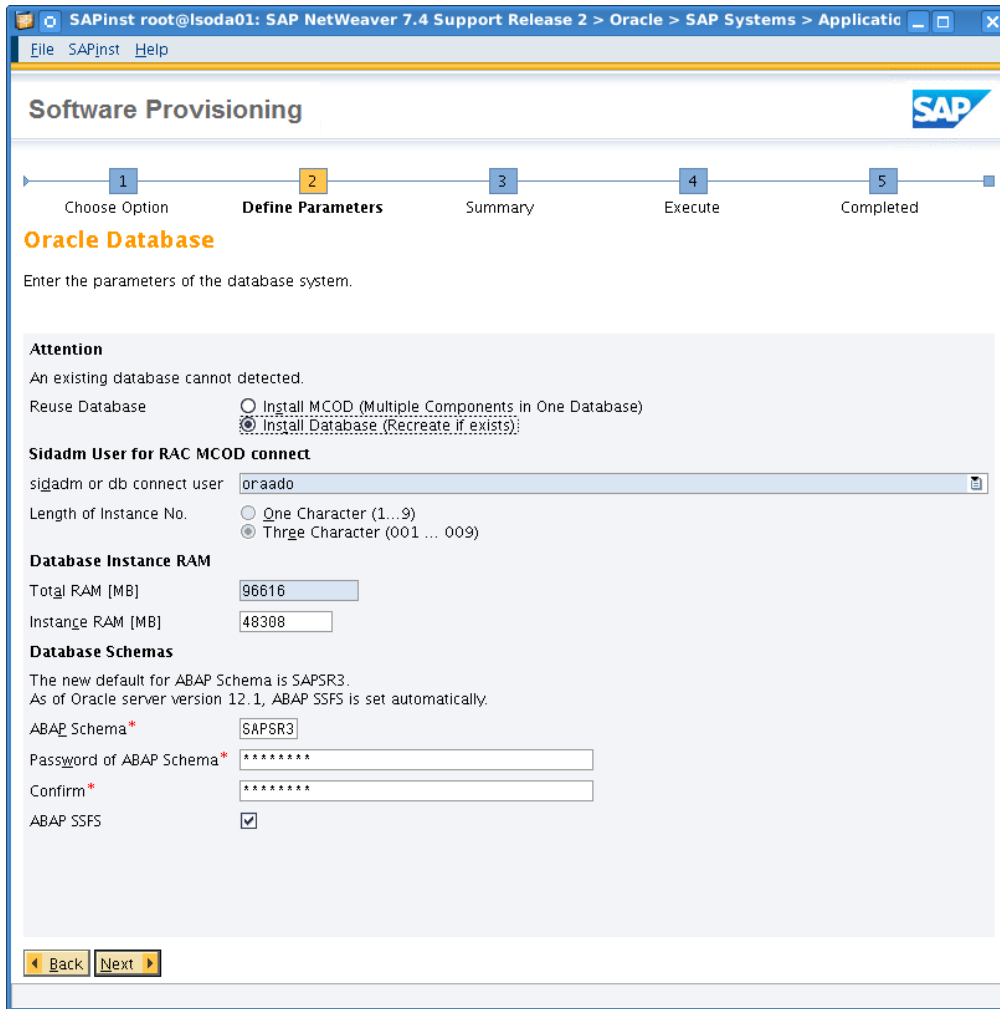 SAPinst root@lsoda01: SAP NetWeaver 7.4 Support Release 2 > Oracle > SAP Systems > Applicatio
File SAPinst Help
Software Provisioning
SAP
1 2 3 4 5
Choose Option Define Parameters Summary Execute Completed
Oracle Database
Enter the parameters of the database system.
Attention
An existing database cannot detected.
Reuse Database Install MCOD (Multiple Components in One Database)
Install Database (Recreate if exists)
Sidadm User for RAC MCOD connect
sidadm or db connect user oraado
Length of Instance No. One Character (1...9)
Three Character (001 ... 009)
Database Instance RAM
Total RAM [MB] 96616
Instance RAM [MB] 48308
Database Schemas
The new default for ABAP Schema is SAPSR3.
As of Oracle server version 12.1, ABAP SSFS is set automatically.
ABAP Schema* SAPSR3
Password of ABAP Schema* ********
Confirm* ********
ABAP SSFS
Back Next